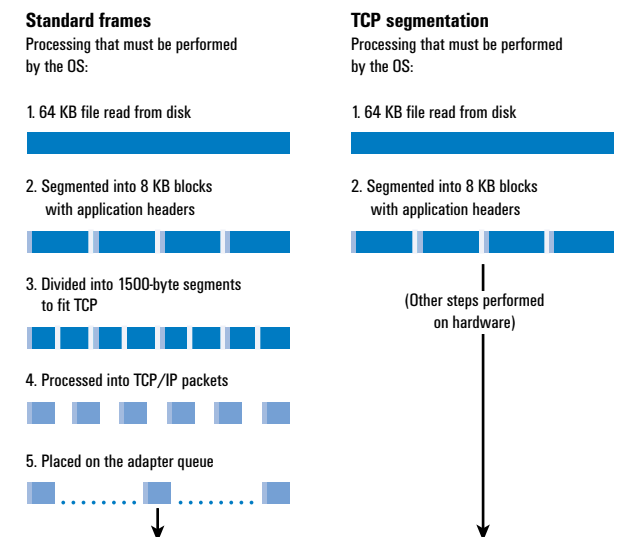 Standard frames
Processing that must be performed
by the OS:
1. 64 KB file read from disk
2. Segmented into 8 KB blocks
with application headers
3. Divided into 1500-byte segments
to fit TCP
4. Processed into TCP/IP packets
5. Placed on the adapter queue
TCP segmentation
Processing that must be performed
by the OS:
1. 64 KB file read from disk
2. Segmented into 8 KB blocks
with application headers
(Other steps performed
on hardware)